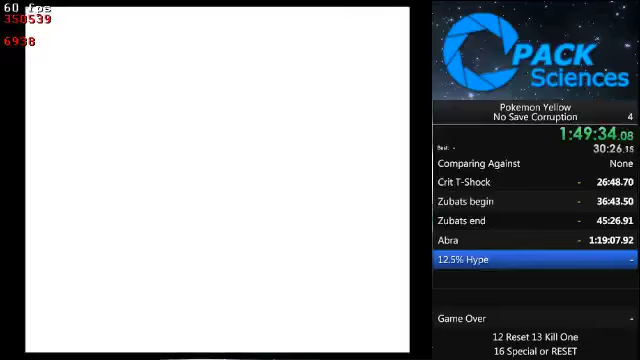 60 fps
350539
6938
PACK
Sciences
Pokemon Yellow
No Save Corruption 4
1:49:34.08
Best: - 30:26.15
Comparing Against None
Crit T-Shock - 26:48.70
Zubats begin - 36:43.50
Zubats end - 45:26.91
Abra - 1:19:07.92
12.5% Hype -
Game Over -
12 Reset 13 Kill One
16 Special or RESET